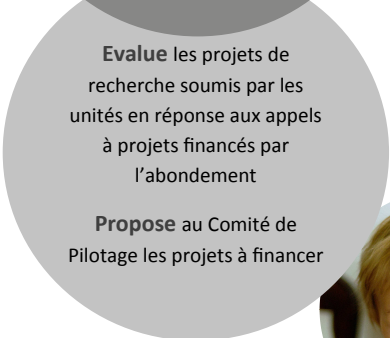 Evalue les projets de
recherche soumis par les
unités en réponse aux appels
à projets financés par
l'abondement
Propose au Comité de
Pilotage les projets à financer